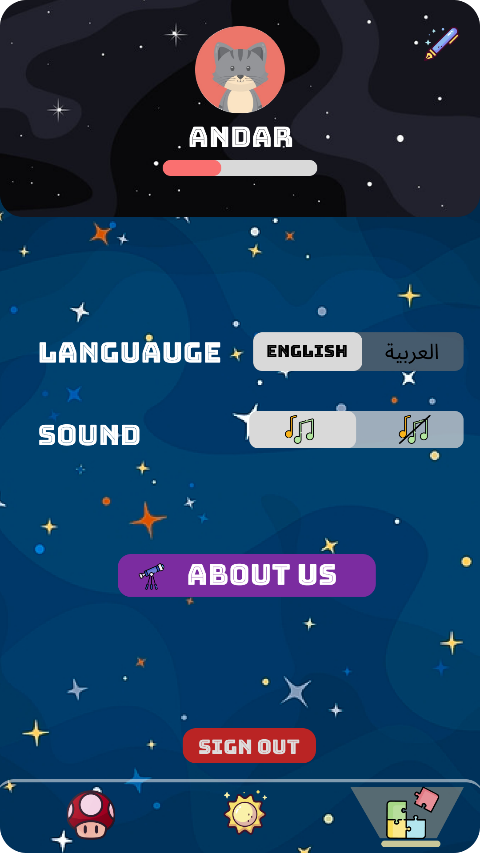 ANDAR
LANGUAUGE ENGLISH العربية
SOUND
ABOUT US
SIGN OUT